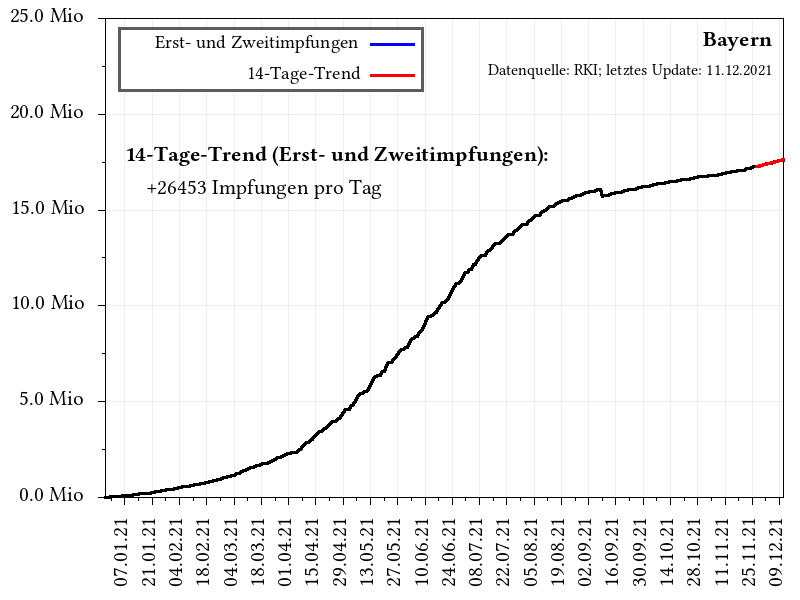 25.0 Mio
20.0 Mio
15.0 Mio
10.0 Mio
5.0 Mio
0.0 Mio
Erst- und Zweitimpfungen
14-Tage-Trend
Bayern
Datenquelle: RKI; letztes Update: 11.12.2021
14-Tage-Trend (Erst- und Zweitimpfungen):
+26453 Impfungen pro Tag
07.01.21
21.01.21
04.02.21
18.02.21
04.03.21
18.03.21
01.04.21
15.04.21
29.04.21
13.05.21
27.05.21
10.06.21
24.06.21
08.07.21
22.07.21
05.08.21
19.08.21
02.09.21
16.09.21
30.09.21
14.10.21
28.10.21
11.11.21
25.11.21
09.12.21